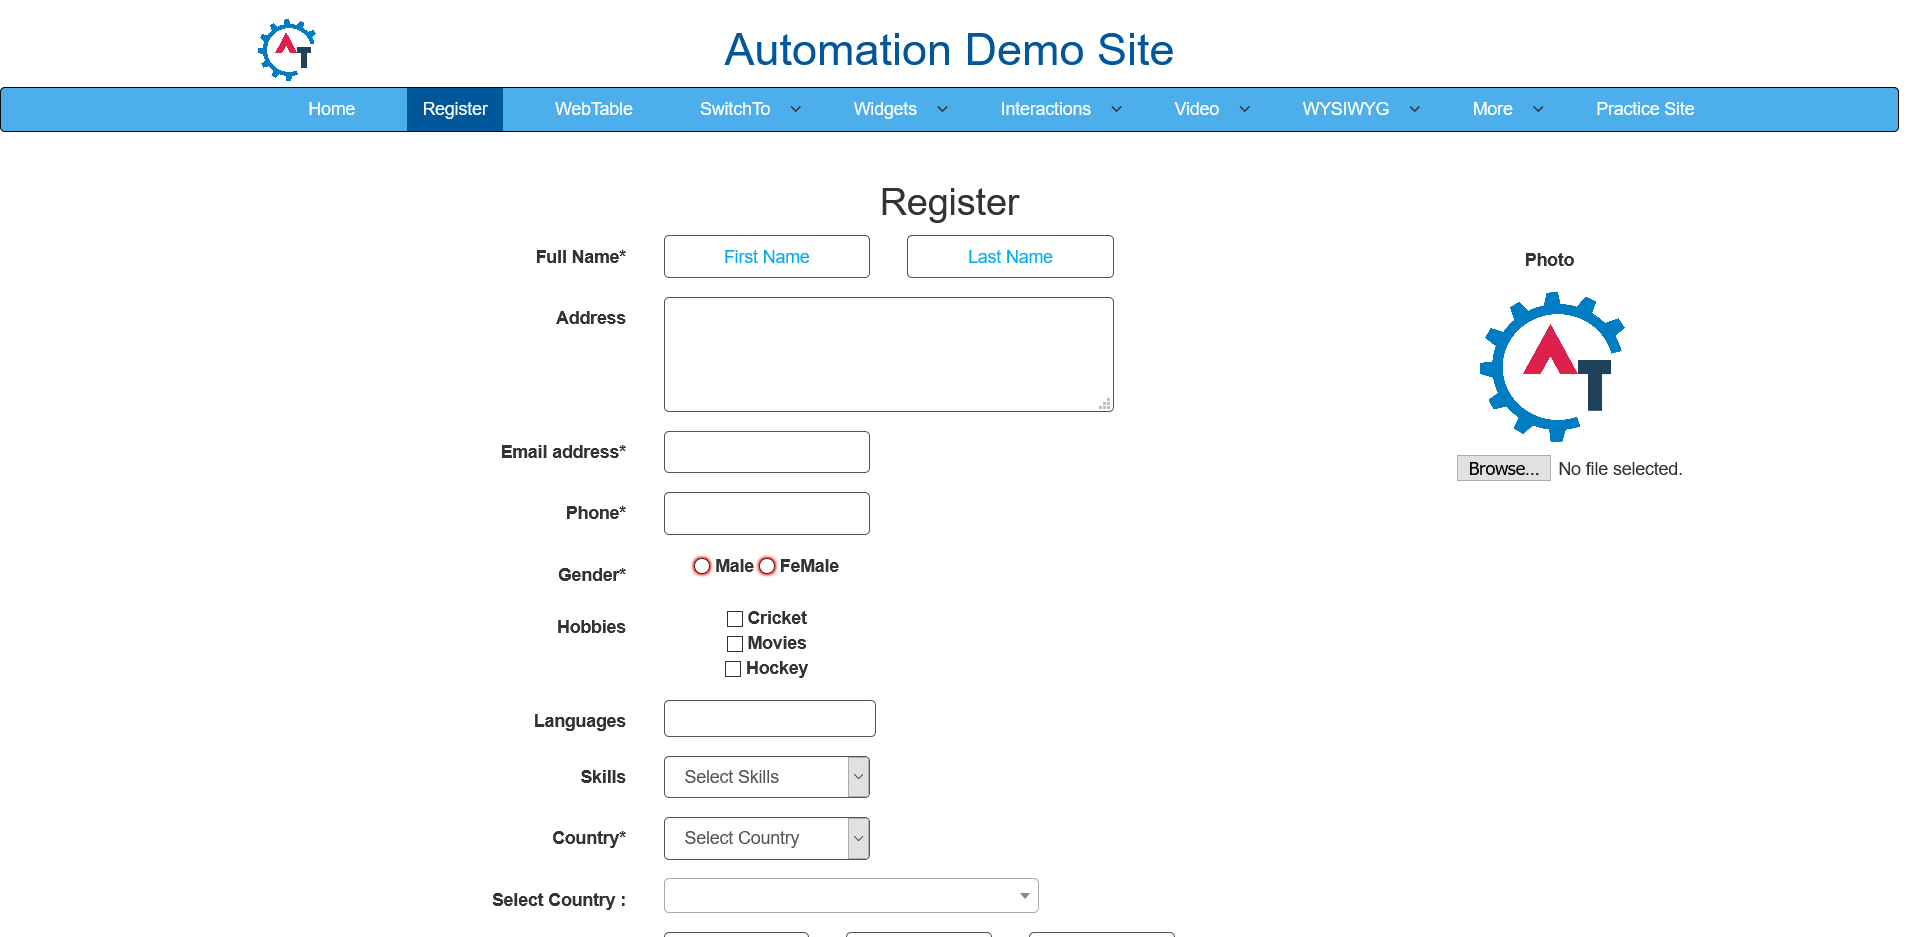 Automation Demo Site
Home Register WebTable SwitchTo Widgets Interactions Video WYSIWYG More Practice Site
Register
Full Name* First Name Last Name
Photo
Address
AT
Email address*
Browse... No file selected.
Phone*
Gender* Male FeMale
Hobbies Cricket
Movies
Hockey
Languages
Skills Select Skills
Country* Select Country
Select Country :